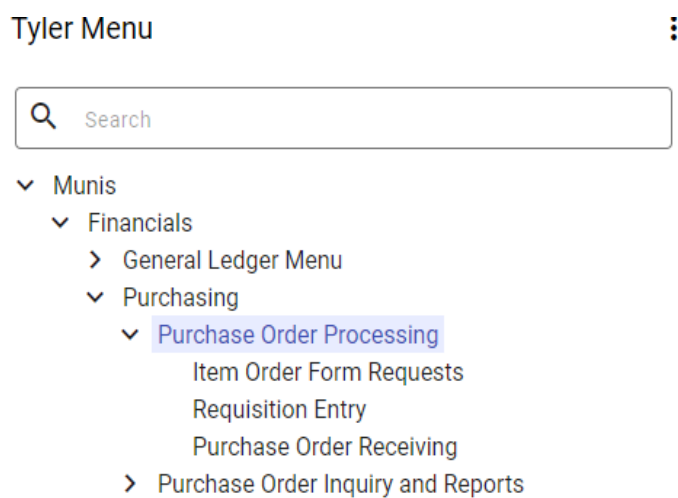 Tyler Menu
Search
Munis
Financials
General Ledger Menu
Purchasing
Purchase Order Processing
Item Order Form Requests
Requisition Entry
Purchase Order Receiving
Purchase Order Inquiry and Reports